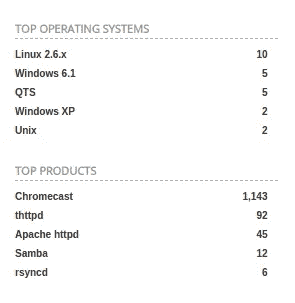 TOP OPERATING SYSTEMS
Linux 2.6.x 10
Windows 6.1 5
QTS 5
Windows XP 2
Unix 2
TOP PRODUCTS
Chromecast 1,143
thttpd 92
Apache httpd 45
Samba 12
rsyncd 6